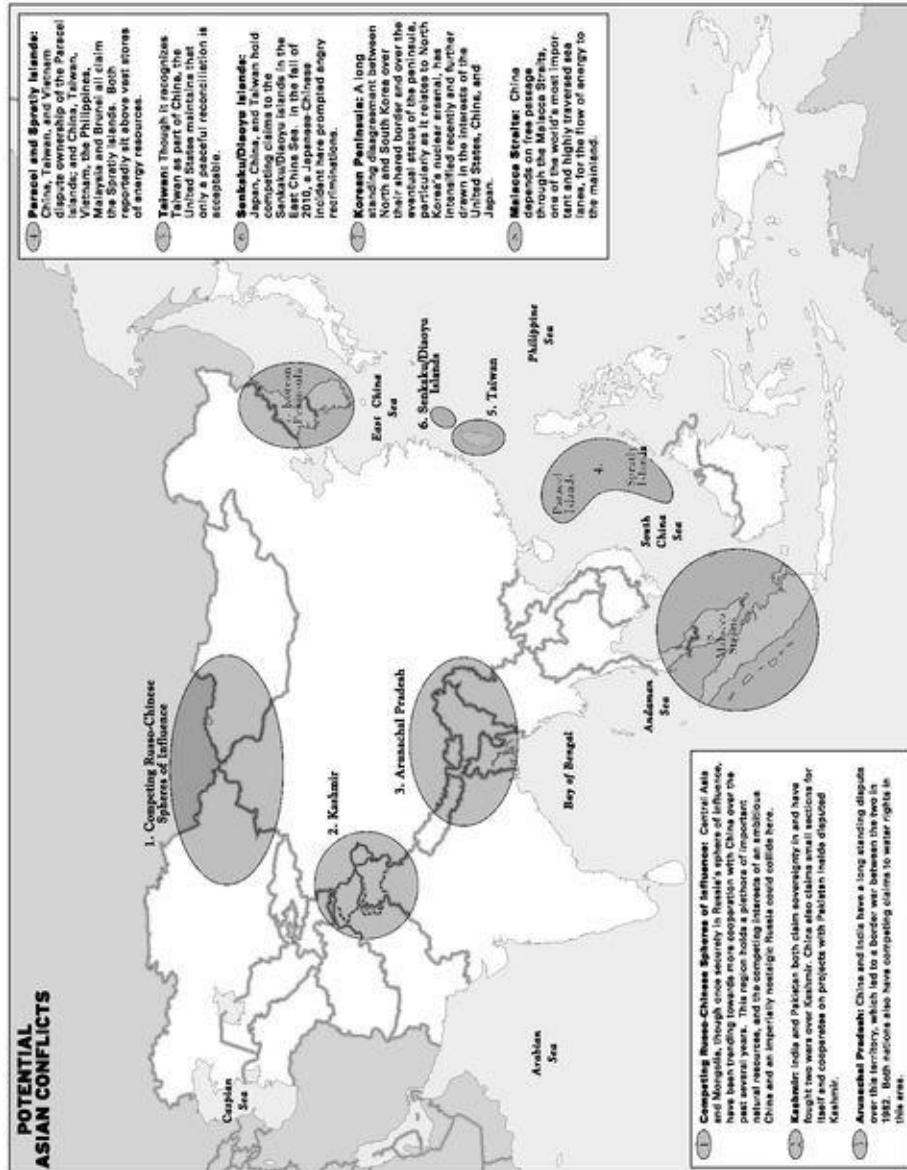 POTENTIAL
ASIAN CONFLICTS
1. Competing Russo-Chinese
Spheres of Influence
2. Kashmir
3. Arunachal Pradesh
7. Korean
Peninsula
East China
Sea
6. Senkaku/Diaoyu
Islands
5. Taiwan
Philippine
Sea
Paracel
Islands
4.
Spratly
Islands
South
China
Sea
8.
Malacca
Straits
Andaman
Sea
Bay of Bengal
Arabian
Sea
Caspian
Sea
1 Competing Russo-Chinese Spheres of Influence: Central Asia
and Mongolia, though once securely in Russia's sphere of influence,
have been trending towards more cooperation with China over the
past several years. This region holds a plethora of important
natural resources, and the competing interests of an ambitious
China and an imperially nostalgic Russia could collide here.
2 Kashmir: India and Pakistan both claim sovereignty in and have
fought two wars over Kashmir. China also claims small sections for
itself and cooperates on projects with Pakistan inside disputed
Kashmir.
3 Arunachal Pradesh: China and India have a long standing dispute
over this territory, which led to a border war between the two in
1962. Both nations also have competing claims to water rights in
this area.
4 Paracel and Spratly Islands:
China, Taiwan, and Vietnam
dispute ownership of the Paracel
Islands; and China, Taiwan,
Vietnam, the Philippines,
Malaysia and Brunei all claim
the Spratly Islands. Both
reportedly sit above vast stores
of energy resources.
5 Taiwan: Though it recognizes
Taiwan as part of China, the
United States maintains that
only a peaceful reconciliation is
acceptable.
6 Senkaku/Diaoyu Islands:
Japan, China, and Taiwan hold
competing claims to the
Senkaku/Diaoyu Islands in the
East China Sea. In the fall of
2010, a Japanese-Chinese
incident here prompted angry
recriminations.
7 Korean Peninsula: A long
standing disagreement between
North and South Korea over
their shared border and over the
eventual status of the peninsula,
particularly as it relates to North
Korea's nuclear arsenal, has
intensified recently and further
drawn in the interests of the
United States, China, and
Japan.
8 Malacca Straits: China
depends on free passage
through the Malacca Straits,
one of the world's most impor-
tant and highly traversed sea
lanes, for the flow of energy to
the mainland.